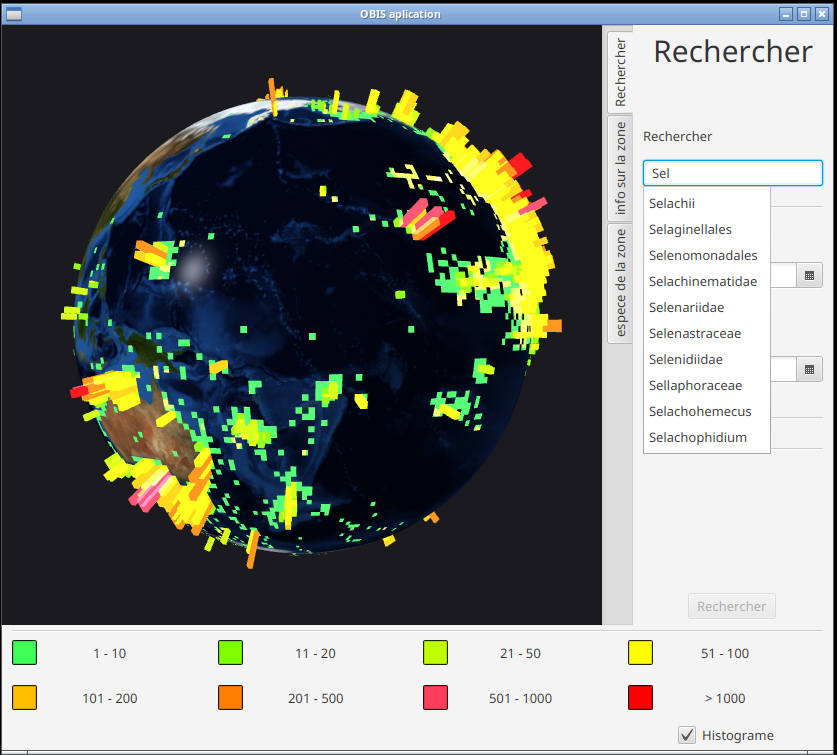 OBIS aplication
Rechercher
info sur la zone
espece de la zone
Rechercher
Rechercher
Sel
Selachii
Selaginellales
Selenomonadales
Selachinematidae
Selenariidae
Selenastraceae
Selenidiidae
Sellaphoraceae
Selachohemecus
Selachophidium
Rechercher
1 - 10
11 - 20
21 - 50
51 - 100
101 - 200
201 - 500
501 - 1000
> 1000
Histograme